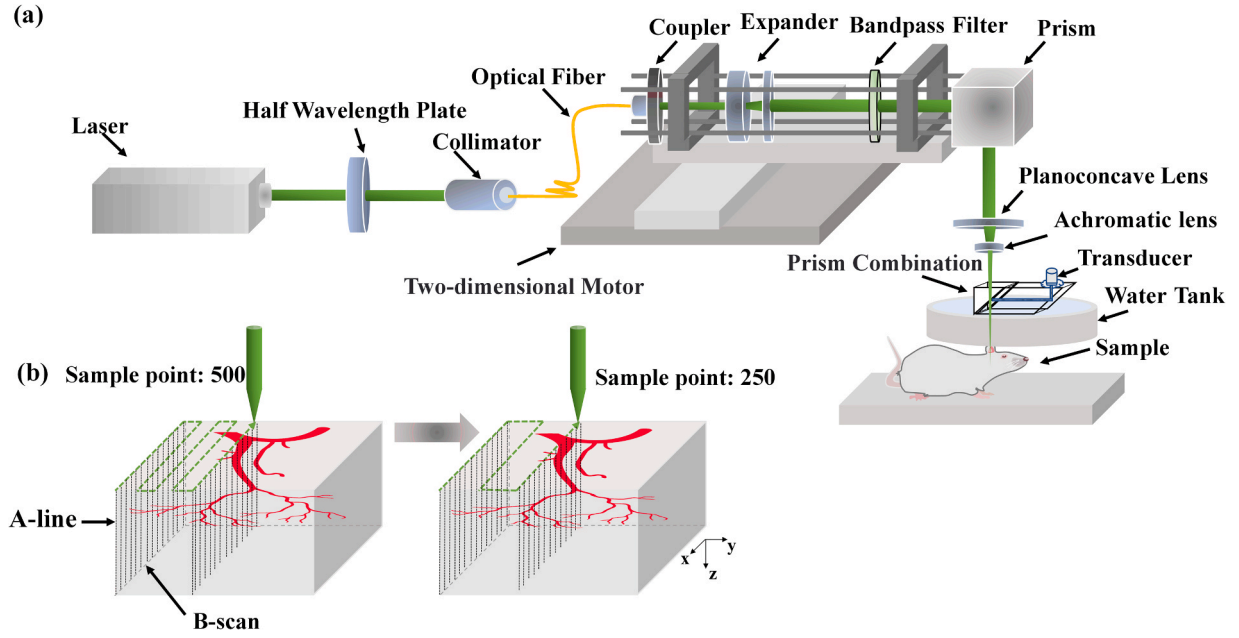 (a)
Coupler
Expander
Bandpass Filter
Prism
Optical Fiber
Half Wavelength Plate
Laser
Collimator
Planoconcave Lens
Achromatic lens
Prism Combination
Transducer
Two-dimensional Motor
Water Tank
Sample
(b)
Sample point: 500
Sample point: 250
A-line
B-scan
x
y
z